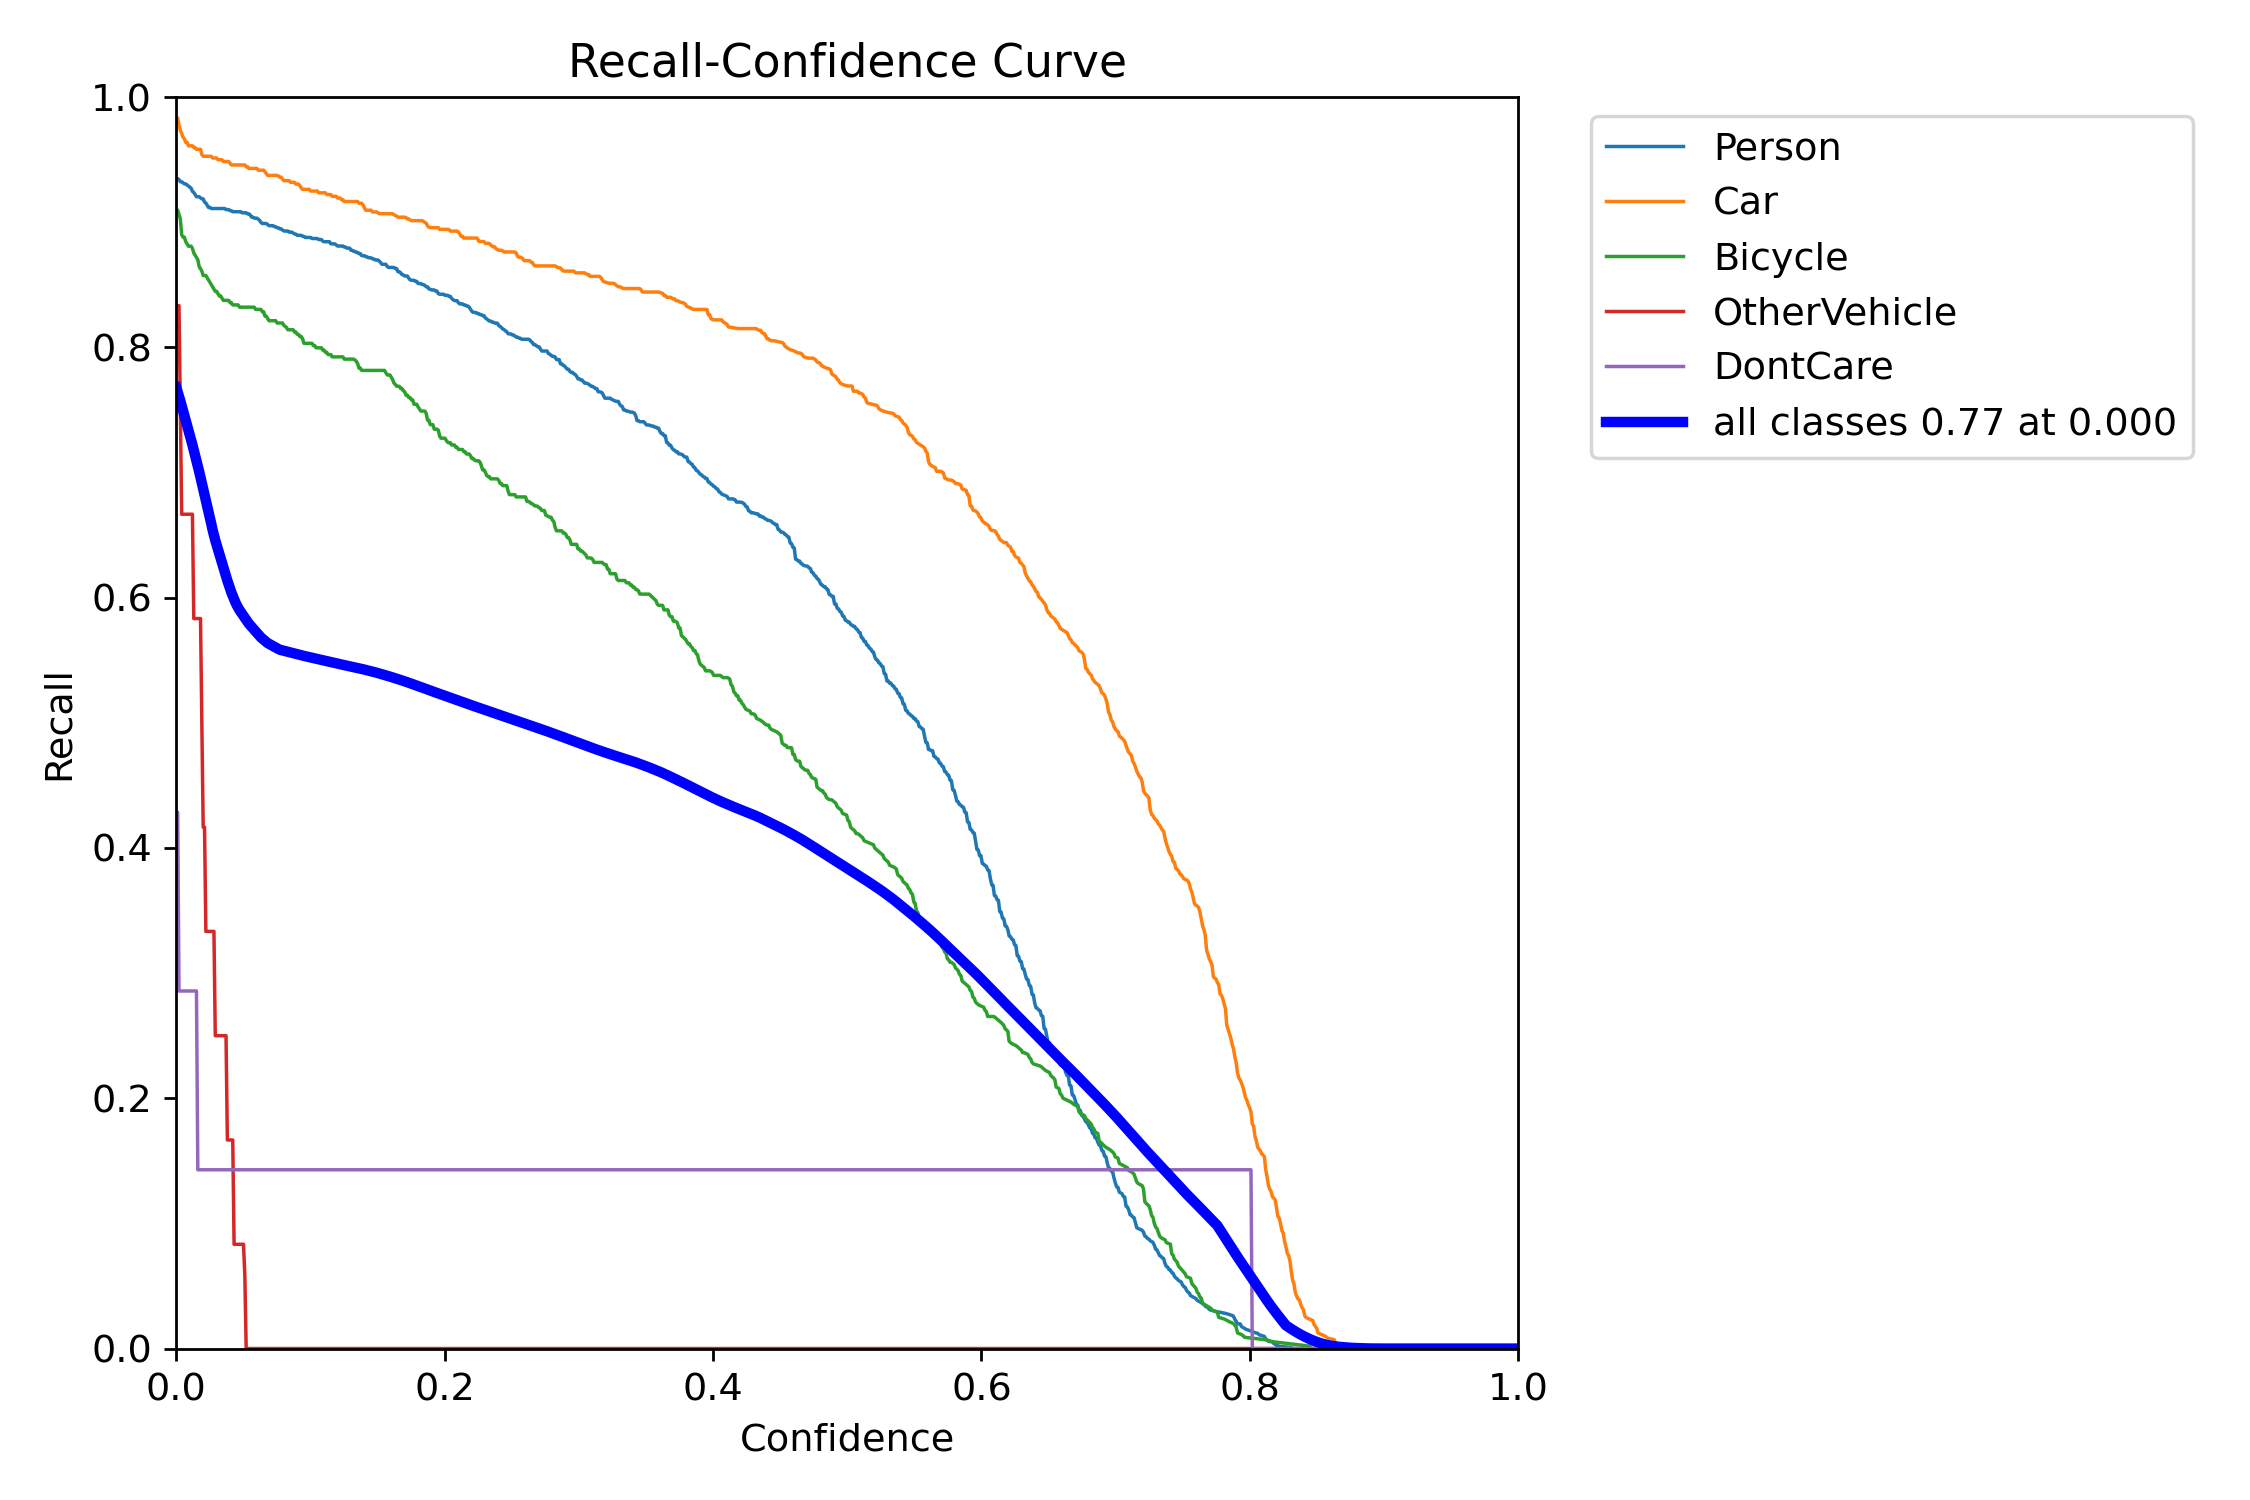 Recall-Confidence Curve
1.0
0.8
0.6
0.4
0.2
0.0
Recall
0.0 0.2 0.4 0.6 0.8 1.0
Confidence
Person
Car
Bicycle
OtherVehicle
DontCare
all classes 0.77 at 0.000